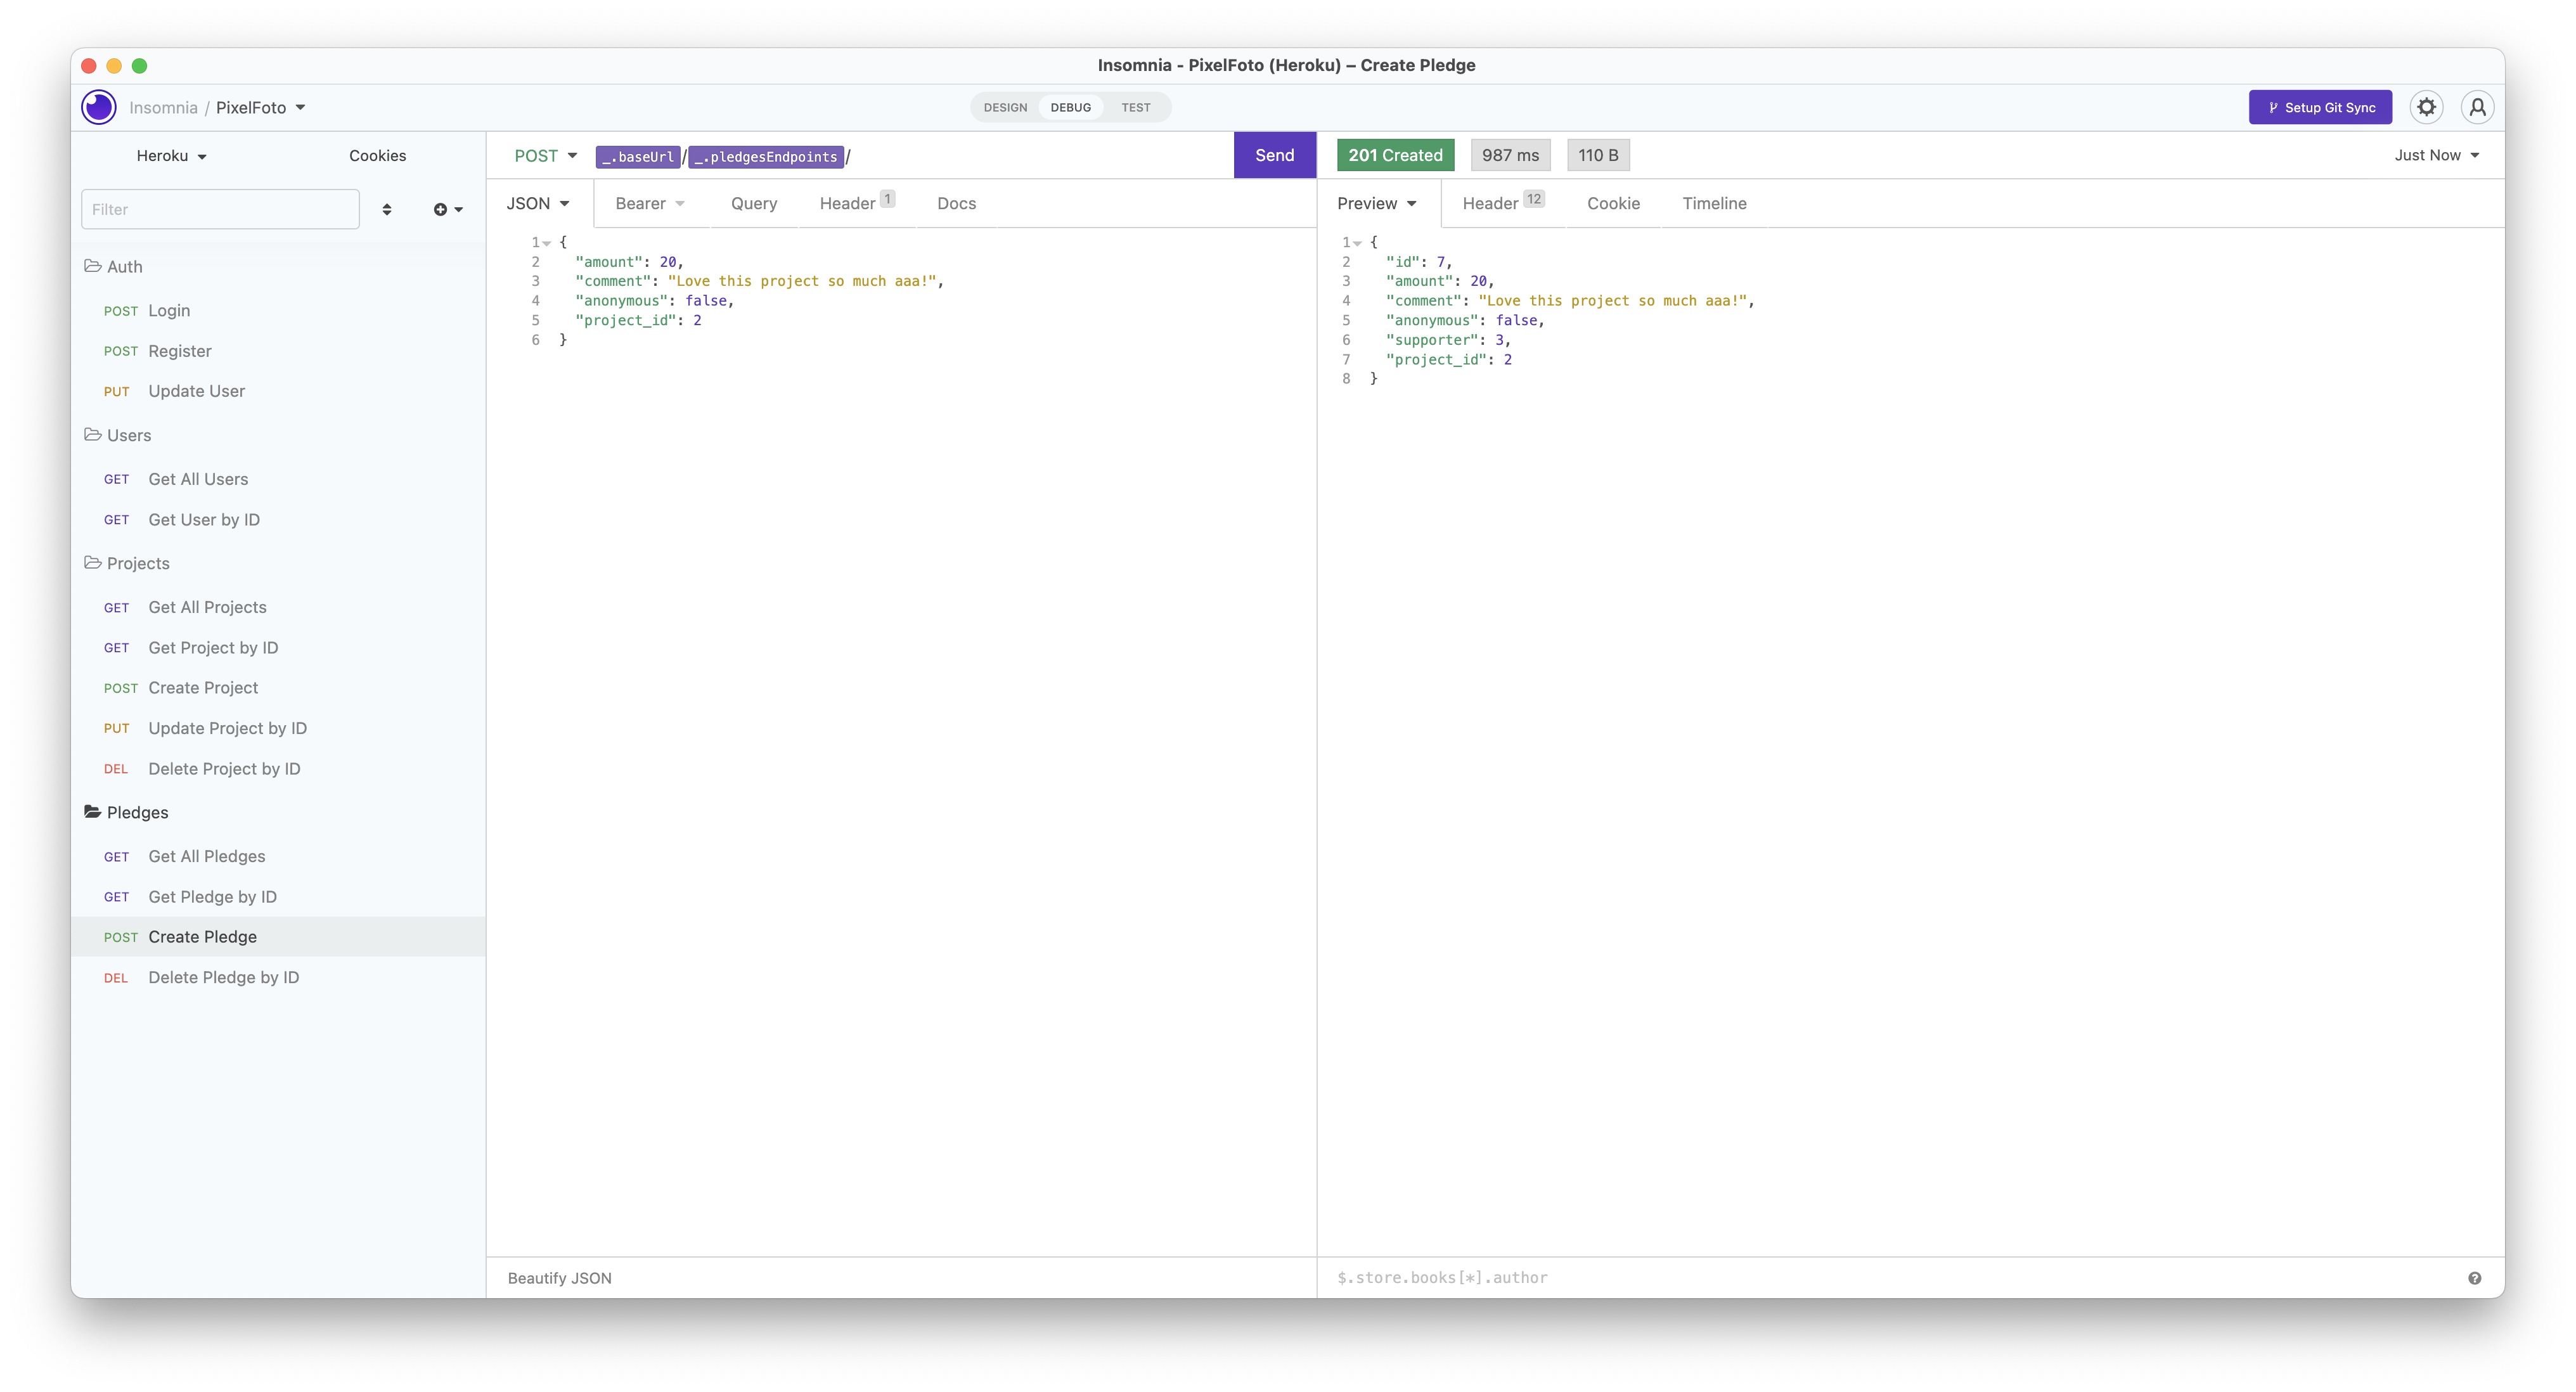 Insomnia - PixelFoto (Heroku) – Create Pledge
Insomnia / PixelFoto
DESIGN DEBUG TEST
Setup Git Sync
Heroku Cookies
Filter
Auth
POST Login
POST Register
PUT Update User
Users
GET Get All Users
GET Get User by ID
Projects
GET Get All Projects
GET Get Project by ID
POST Create Project
PUT Update Project by ID
DEL Delete Project by ID
Pledges
GET Get All Pledges
GET Get Pledge by ID
POST Create Pledge
DEL Delete Pledge by ID
POST _.baseUrl/_.pledgesEndpoints/
Send
JSON Bearer Query Header 1 Docs
1 {
2 "amount": 20,
3 "comment": "Love this project so much aaa!",
4 "anonymous": false,
5 "project_id": 2
6 }
Beautify JSON
201 Created 987 ms 110 B Just Now
Preview Header 12 Cookie Timeline
1 {
2 "id": 7,
3 "amount": 20,
4 "comment": "Love this project so much aaa!",
5 "anonymous": false,
6 "supporter": 3,
7 "project_id": 2
8 }
$.store.books[*].author